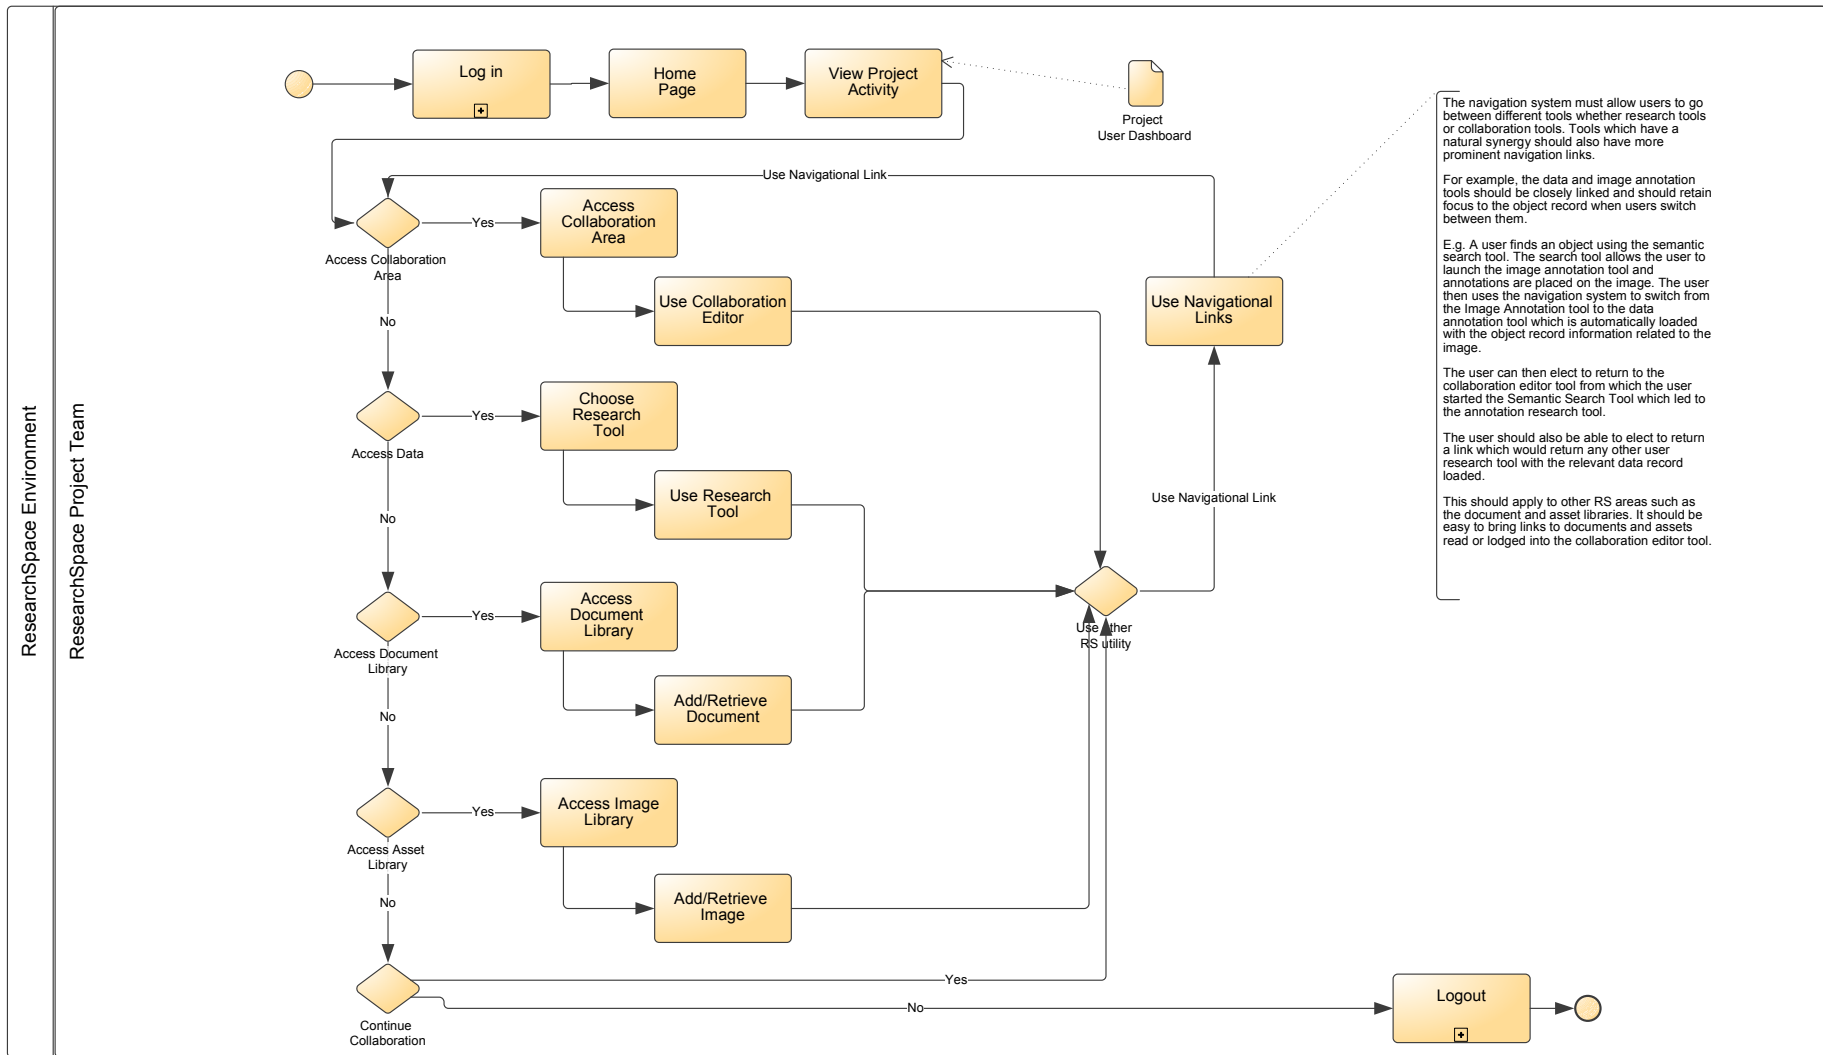 ResearchSpace Environment
ResearchSpace Project Team
Log in
Home
Page
View Project
Activity
Project
User Dashboard
Use Navigational Link
Access Collaboration
Area
Yes
Access
Collaboration
Area
No
Use Collaboration
Editor
Use Navigational
Links
Access Data
Yes
Choose
Research
Tool
No
Use Research
Tool
Use Navigational Link
Access Document
Library
Yes
Access
Document
Library
Use other
RS utility
No
Add/Retrieve
Document
Access Asset
Library
Yes
Access Image
Library
No
Add/Retrieve
Image
Continue
Collaboration
Yes
No
Logout
The navigation system must allow users to go
between different tools whether research tools
or collaboration tools. Tools which have a
natural synergy should also have more
prominent navigation links.
For example, the data and image annotation
tools should be closely linked and should retain
focus to the object record when users switch
between them.
E.g. A user finds an object using the semantic
search tool. The search tool allows the user to
launch the image annotation tool and
annotations are placed on the image. The user
then uses the navigation system to switch from
the Image Annotation tool to the data
annotation tool which is automatically loaded
with the object record information related to the
image.
The user can then elect to return to the
collaboration editor tool from which the user
started the Semantic Search Tool which led to
the annotation research tool.
The user should also be able to elect to return
a link which would return any other user
research tool with the relevant data record
loaded.
This should apply to other RS areas such as
the document and asset libraries. It should be
easy to bring links to documents and assets
read or lodged into the collaboration editor tool.